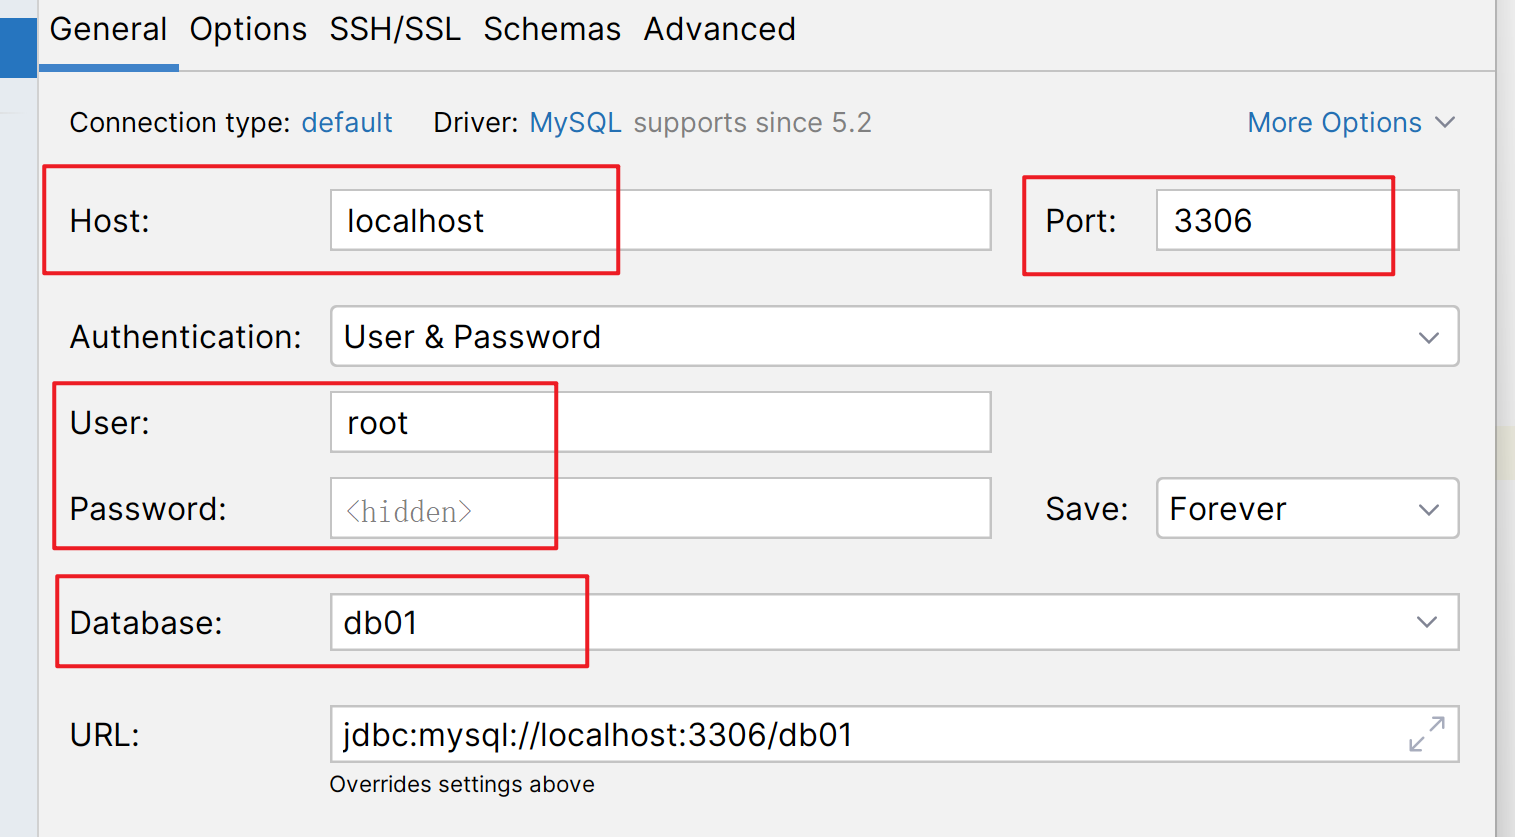 General Options SSH/SSL Schemas Advanced
Connection type: default Driver: MySQL supports since 5.2 More Options
Host: localhost Port: 3306
Authentication: User & Password
User: root
Password: <hidden> Save: Forever
Database: db01
URL: jdbc:mysql://localhost:3306/db01
Overrides settings above